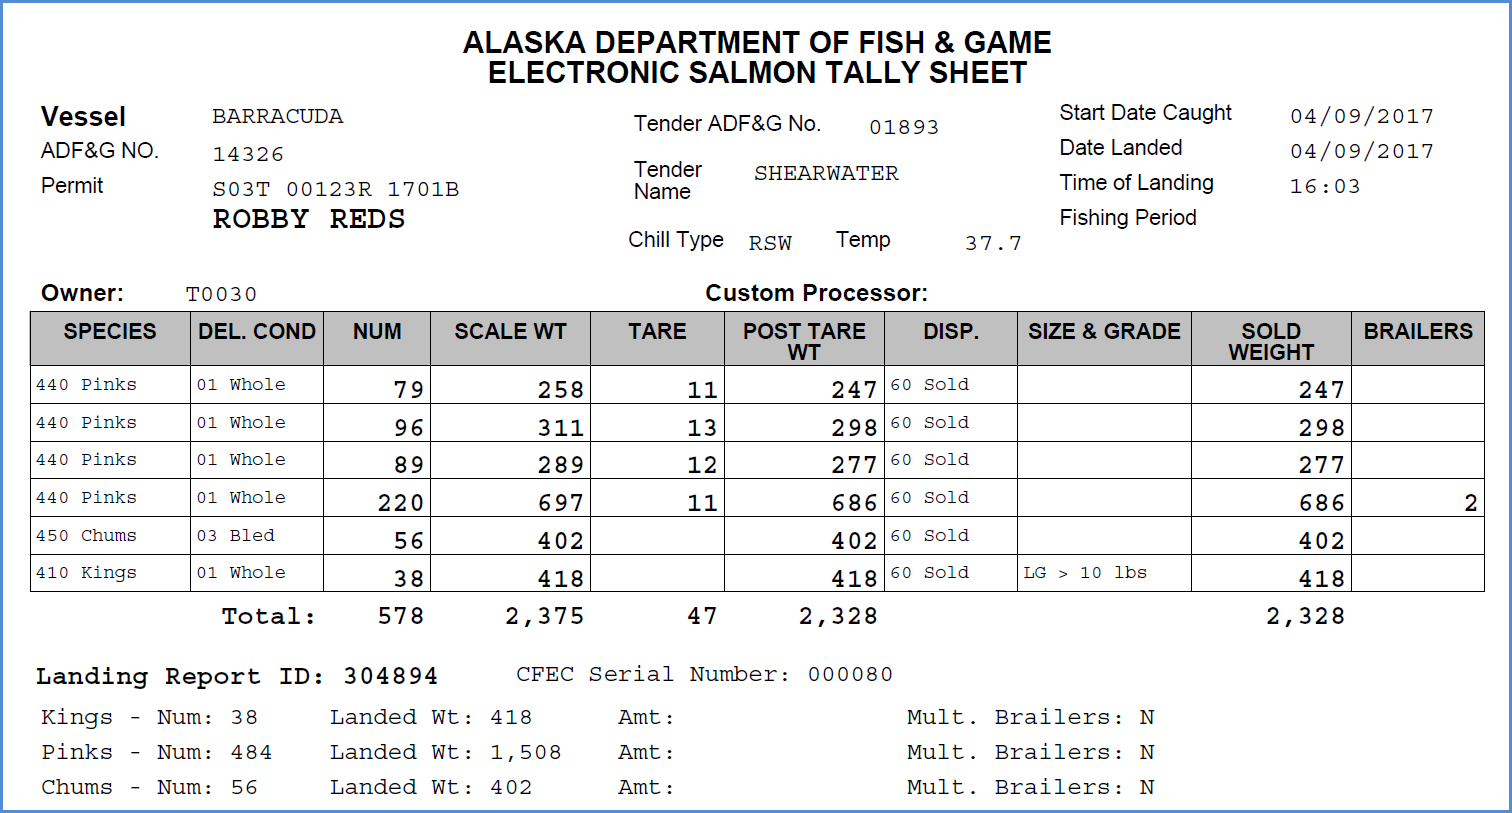 ALASKA DEPARTMENT OF FISH & GAME
ELECTRONIC SALMON TALLY SHEET
Vessel BARRACUDA
ADF&G NO. 14326
Permit S03T 00123R 1701B
ROBBY REDS
Tender ADF&G No. 01893
Tender Name SHEARWATER
Chill Type RSW Temp 37.7
Start Date Caught 04/09/2017
Date Landed 04/09/2017
Time of Landing 16:03
Fishing Period
Owner: T0030 Custom Processor:
SPECIES DEL. COND NUM SCALE WT TARE POST TARE WT DISP. SIZE & GRADE SOLD WEIGHT BRAILERS
440 Pinks 01 Whole 79 258 11 247 60 Sold 247
440 Pinks 01 Whole 96 311 13 298 60 Sold 298
440 Pinks 01 Whole 89 289 12 277 60 Sold 277
440 Pinks 01 Whole 220 697 11 686 60 Sold 686 2
450 Chums 03 Bled 56 402 402 60 Sold 402
410 Kings 01 Whole 38 418 418 60 Sold LG > 10 lbs 418
Total: 578 2,375 47 2,328 2,328
Landing Report ID: 304894 CFEC Serial Number: 000080
Kings - Num: 38 Landed Wt: 418 Amt: Mult. Brailers: N
Pinks - Num: 484 Landed Wt: 1,508 Amt: Mult. Brailers: N
Chums - Num: 56 Landed Wt: 402 Amt: Mult. Brailers: N